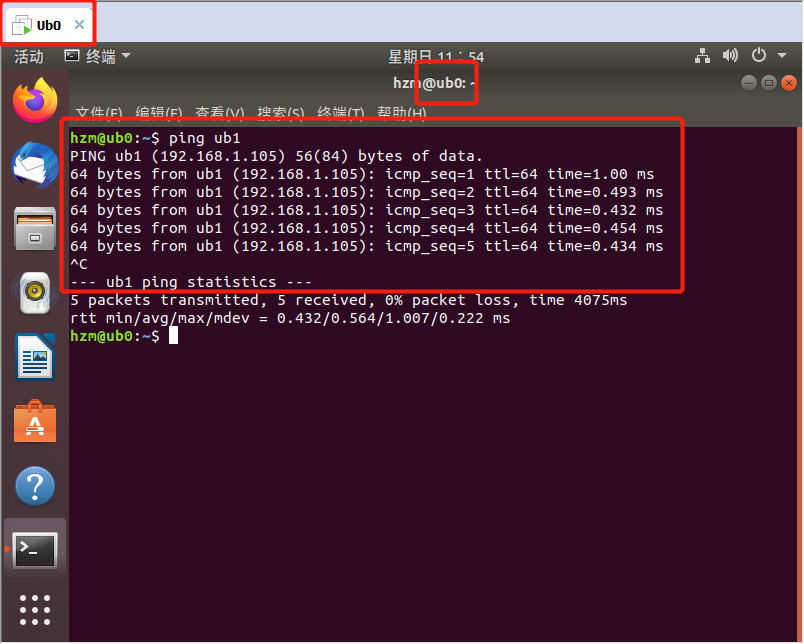 Ub0 ×
活动 终端 星期日 11：54
hzm@ub0: ~
文件(F) 编辑(E) 查看(V) 搜索(S) 终端(T) 帮助(H)
hzm@ub0:~$ ping ub1
PING ub1 (192.168.1.105) 56(84) bytes of data.
64 bytes from ub1 (192.168.1.105): icmp_seq=1 ttl=64 time=1.00 ms
64 bytes from ub1 (192.168.1.105): icmp_seq=2 ttl=64 time=0.493 ms
64 bytes from ub1 (192.168.1.105): icmp_seq=3 ttl=64 time=0.432 ms
64 bytes from ub1 (192.168.1.105): icmp_seq=4 ttl=64 time=0.454 ms
64 bytes from ub1 (192.168.1.105): icmp_seq=5 ttl=64 time=0.434 ms
^C
--- ub1 ping statistics ---
5 packets transmitted, 5 received, 0% packet loss, time 4075ms
rtt min/avg/max/mdev = 0.432/0.564/1.007/0.222 ms
hzm@ub0:~$